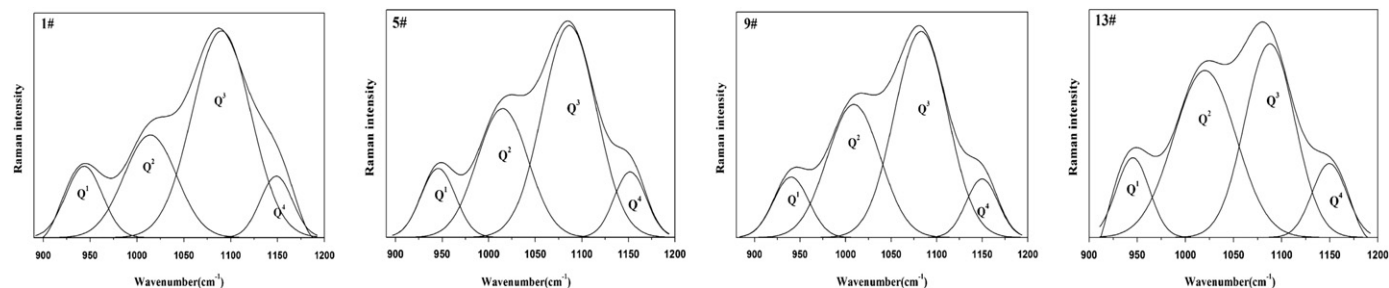 1#
Raman intensity
Q¹
Q²
Q³
Q⁴
900 950 1000 1050 1100 1150 1200
Wavenumber(cm⁻¹)
5#
Raman intensity
Q¹
Q²
Q³
Q⁴
900 950 1000 1050 1100 1150 1200
Wavenumber(cm⁻¹)
9#
Raman intensity
Q¹
Q²
Q³
Q⁴
900 950 1000 1050 1100 1150 1200
Wavenumber(cm⁻¹)
13#
Raman intensity
Q¹
Q²
Q³
Q⁴
900 950 1000 1050 1100 1150 1200
Wavenumber(cm⁻¹)